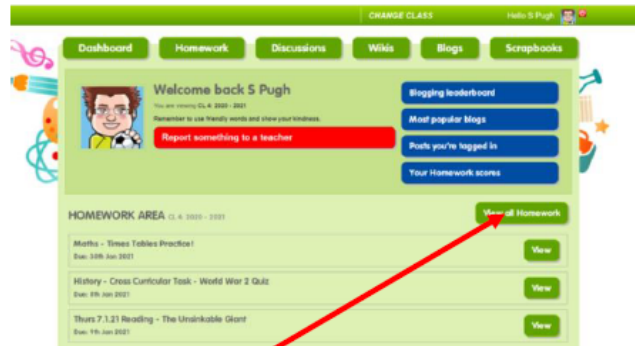 CHANGE CLASS Hello S Pugh
Dashboard Homework Discussions Wikis Blogs Scrapbooks
Welcome back S Pugh
You are viewing CL 4: 2020 - 2021
Remember to use friendly words and show your kindness.
Report something to a teacher
Blogging leaderboard
Most popular blogs
Posts you're tagged in
Your Homework scores
HOMEWORK AREA CL 4: 2020 - 2021
View all Homework
Maths - Times Tables Practice!
Due: 30th Jan 2021
View
History - Cross Curricular Task - World War 2 Quiz
Due: 8th Jan 2021
View
Thurs 7.1.21 Reading - The Unsinkable Giant
Due: 9th Jan 2021
View